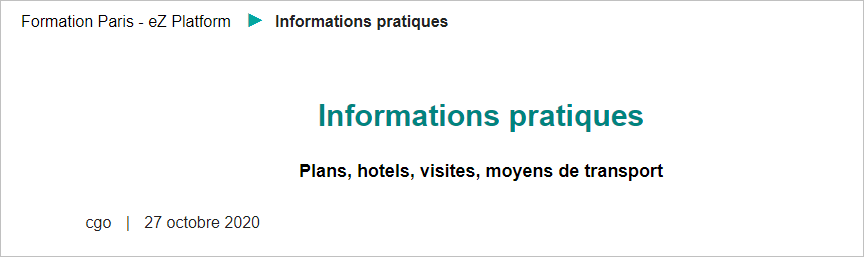 Formation Paris - eZ Platform ► Informations pratiques
Informations pratiques
Plans, hotels, visites, moyens de transport
cgo | 27 octobre 2020